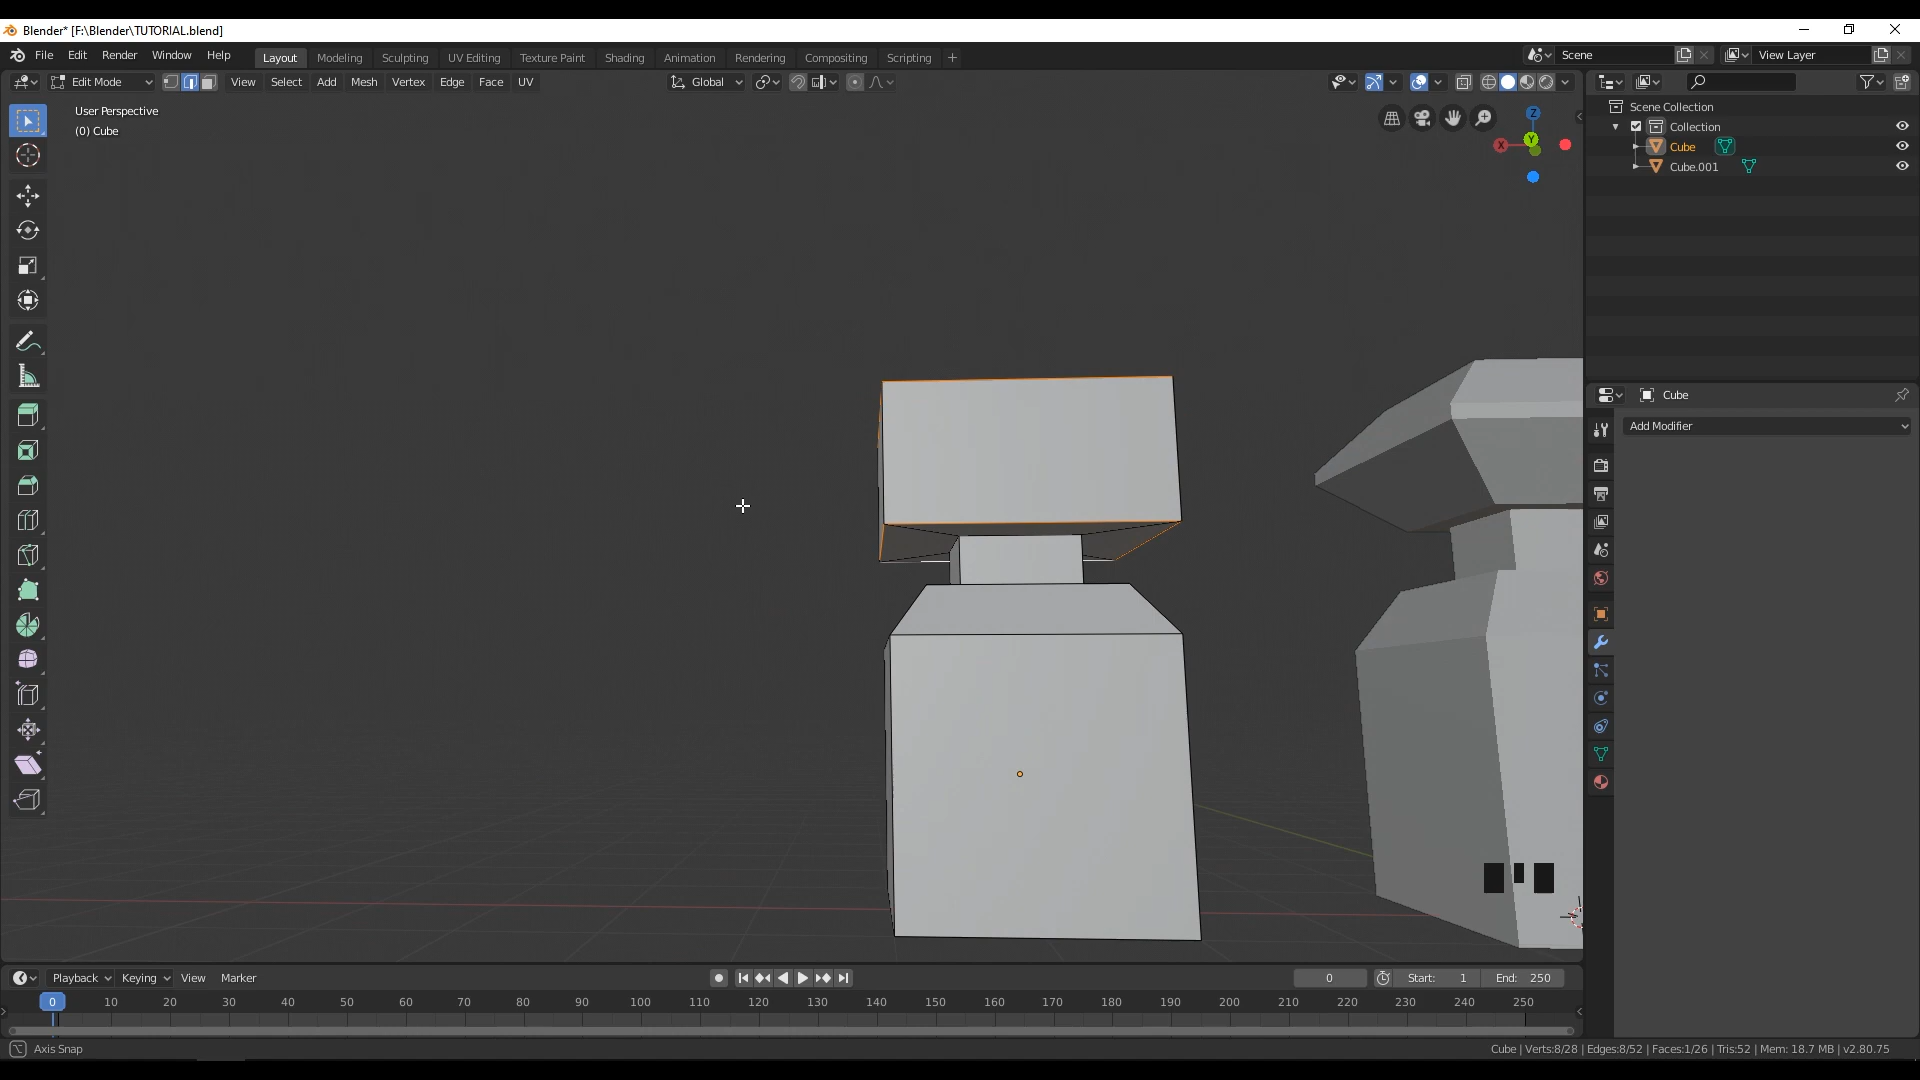 Blender* [F:\Blender\TUTORIAL.blend]
File Edit Render Window Help Layout Modeling Sculpting UV Editing Texture Paint Shading Animation Rendering Compositing Scripting + Scene View Layer
Edit Mode View Select Add Mesh Vertex Edge Face UV Global
User Perspective
(0) Cube
Z
Y
X
Scene Collection
Collection
Cube
Cube.001
Cube
Add Modifier
Playback Keying View Marker 0 Start: 1 End: 250
0 10 20 30 40 50 60 70 80 90 100 110 120 130 140 150 160 170 180 190 200 210 220 230 240 250
Axis Snap Cube | Verts:8/28 | Edges:8/52 | Faces:1/26 | Tris:52 | Mem: 18.7 MB | v2.80.75